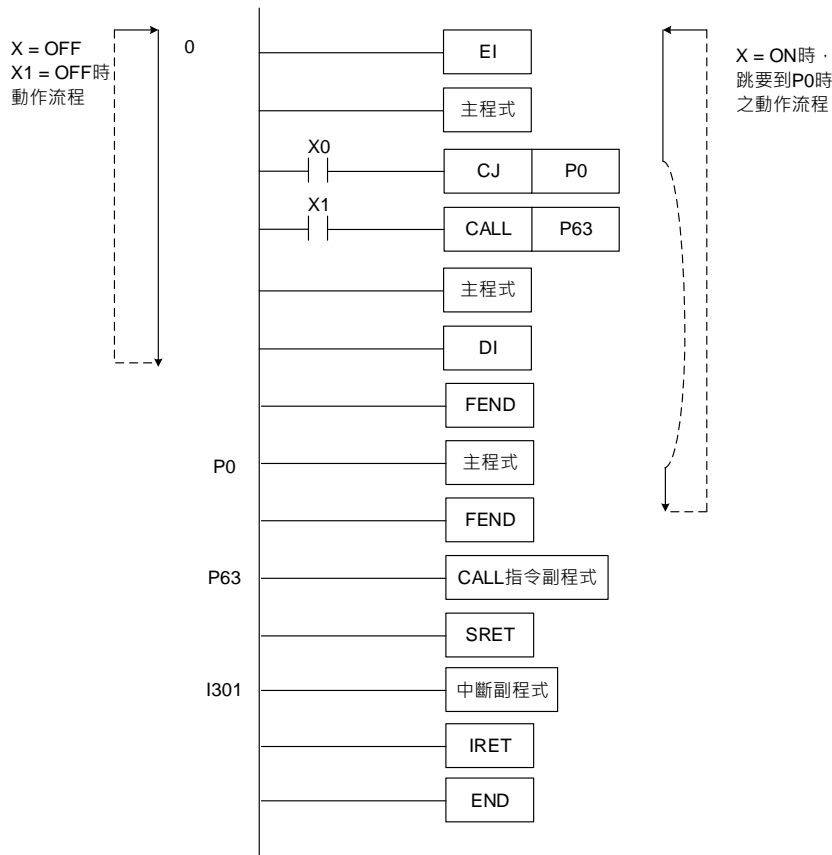 X = OFF
X1 = OFF時
動作流程
0
EI
X = ON時，
跳要到P0時
之動作流程
主程式
X0
CJ P0
X1
CALL P63
主程式
DI
FEND
P0 主程式
FEND
P63 CALL指令副程式
SRET
I301 中斷副程式
IRET
END